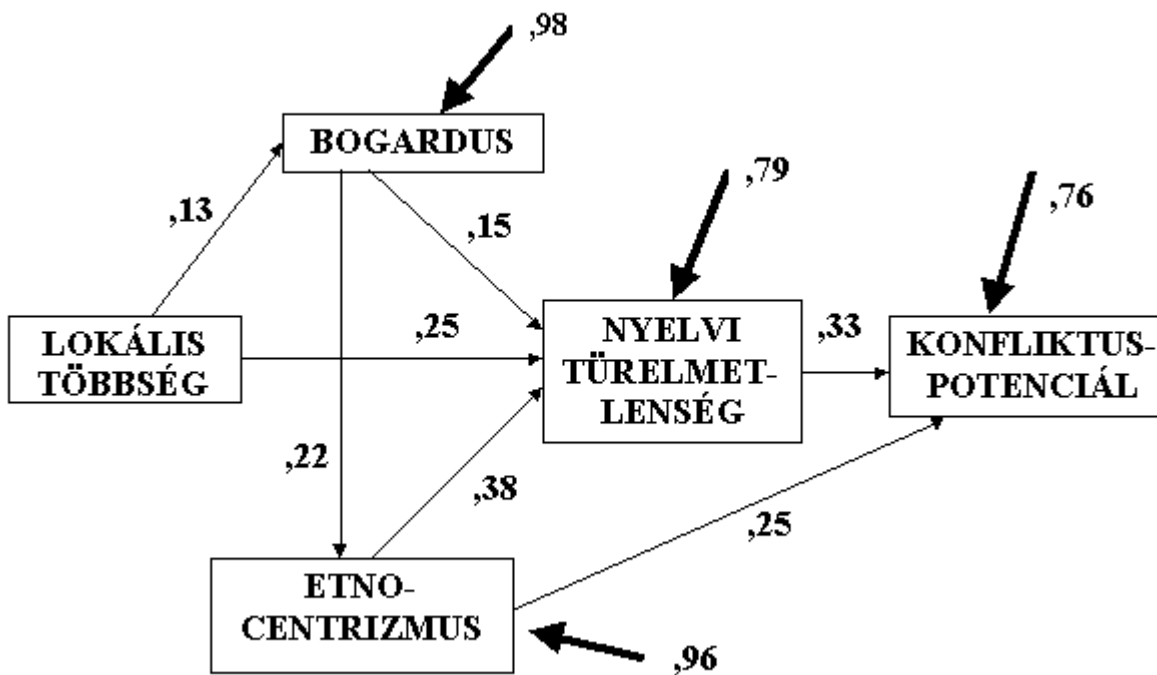 ,98
BOGARDUS
,79
,76
,13
,15
LOKÁLIS
TÖBBSÉG
,25
NYELVI
TÜRELMET-
LENSÉG
,33
KONFLIKTUS-
POTENCIÁL
,22
,38
,25
ETNO-
CENTRIZMUS
,96